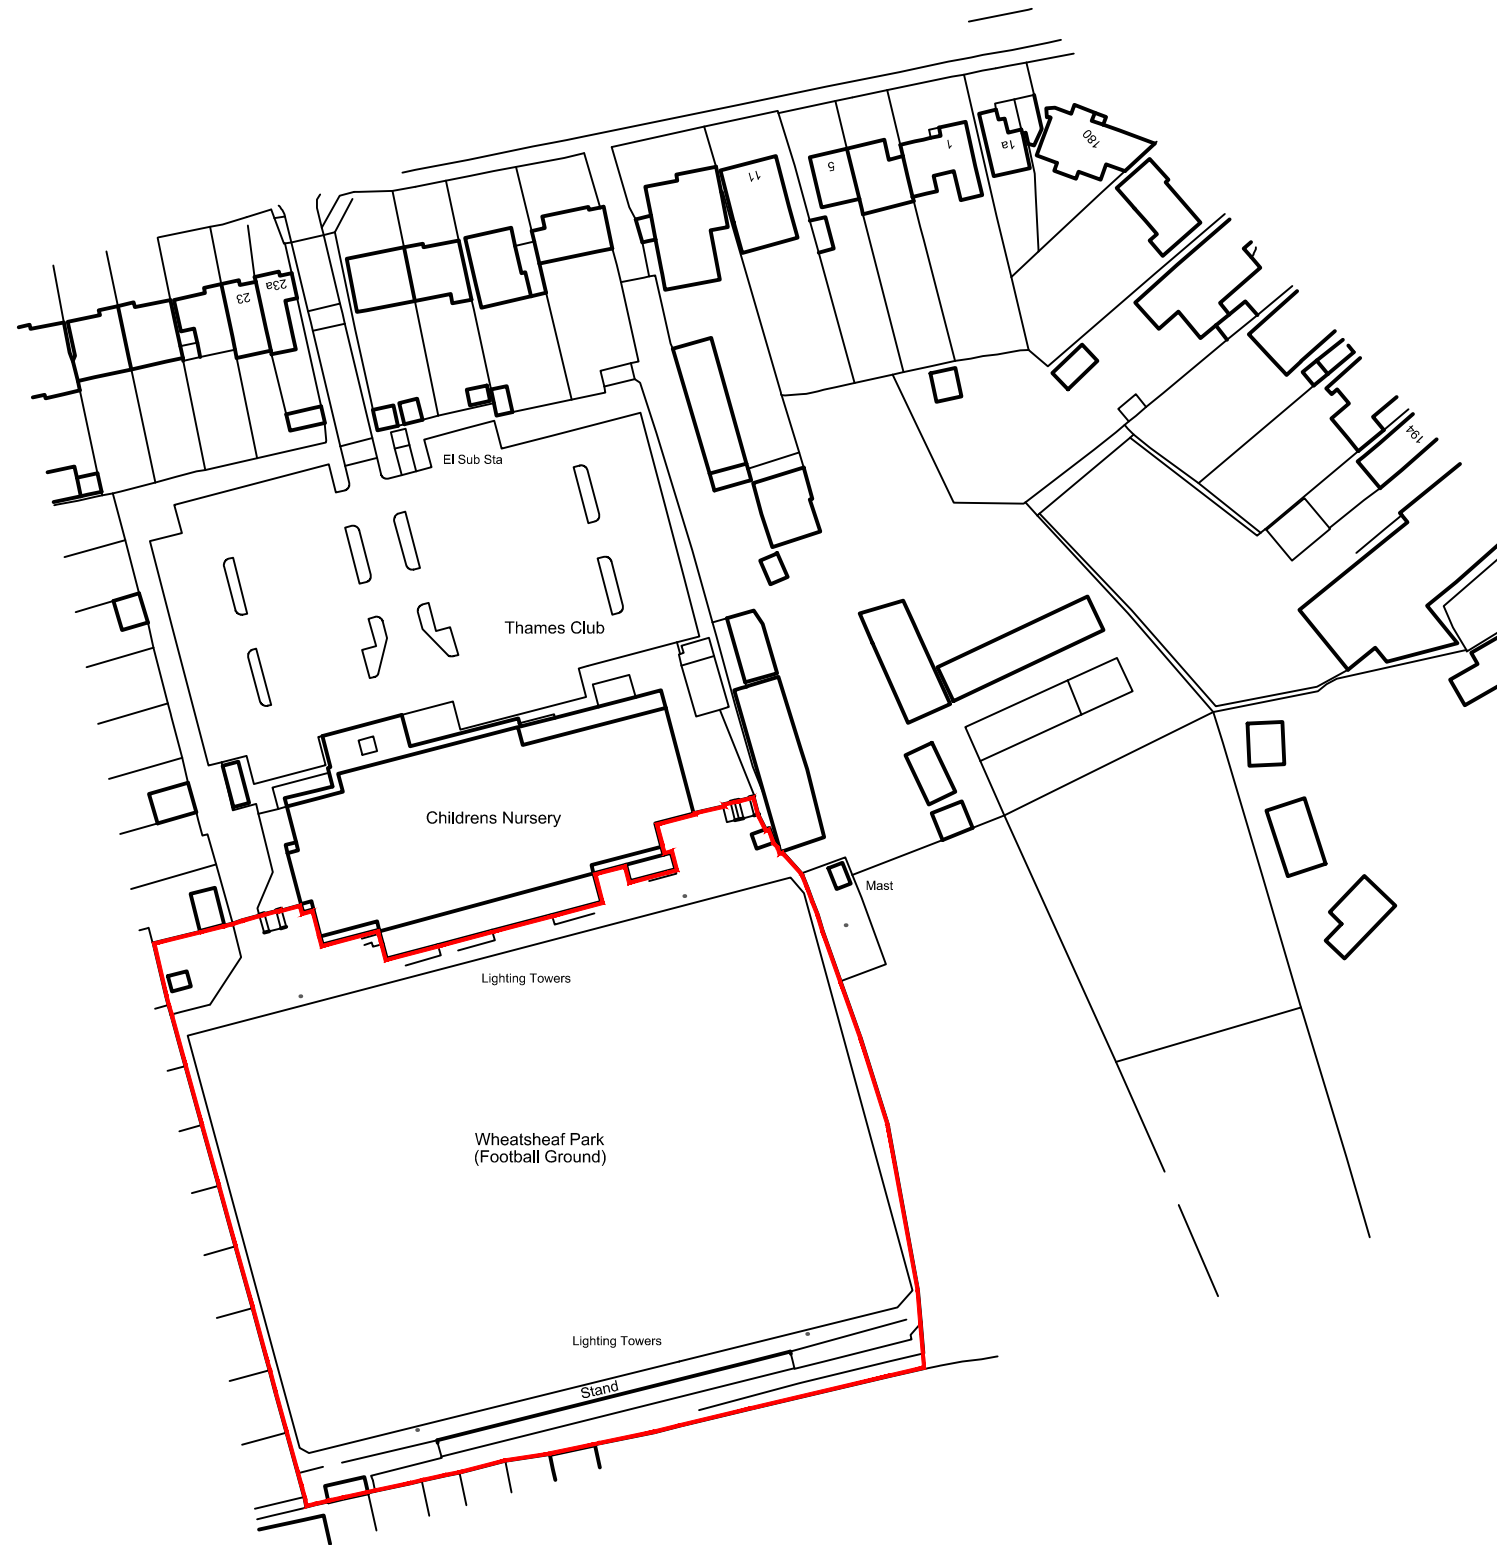 180
1a
1
5
11
23a
23
194
El Sub Sta
Thames Club
Childrens Nursery
Mast
Lighting Towers
Wheatsheaf Park
(Football Ground)
Lighting Towers
Stand